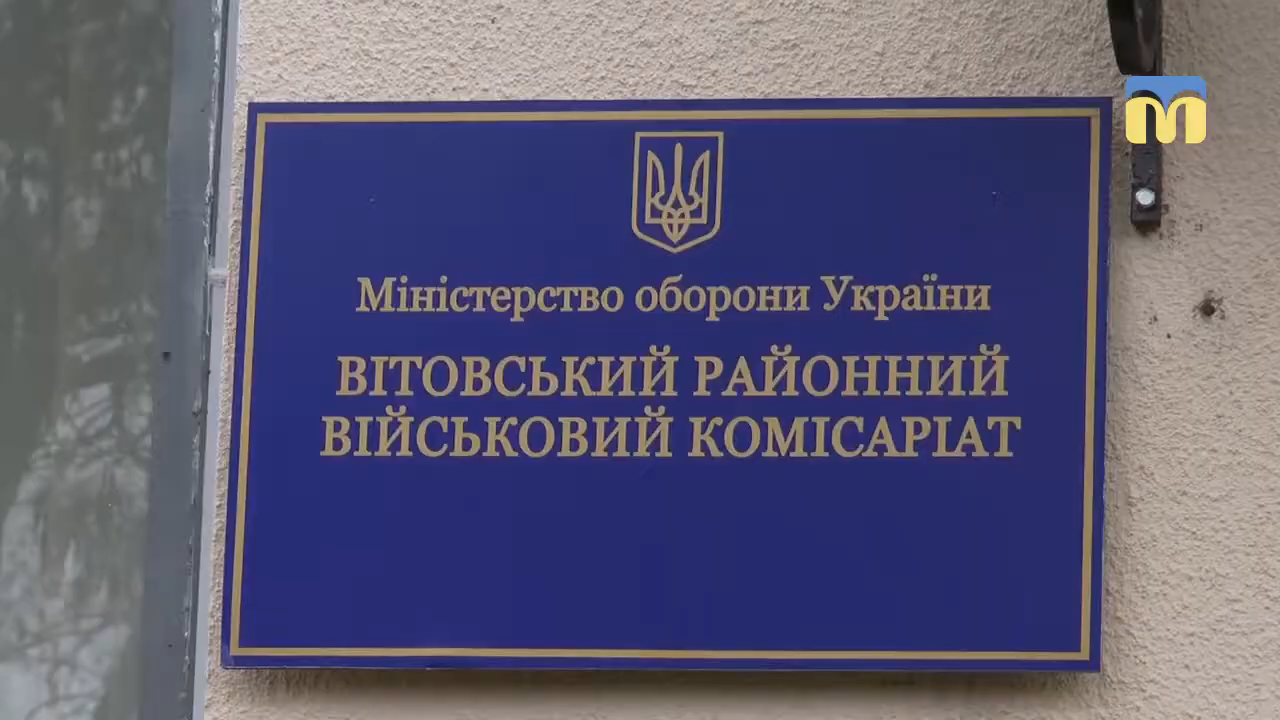 Міністерство оборони України
ВІТОВСЬКИЙ РАЙОННИЙ
ВІЙСЬКОВИЙ КОМІСАРІАТ
m